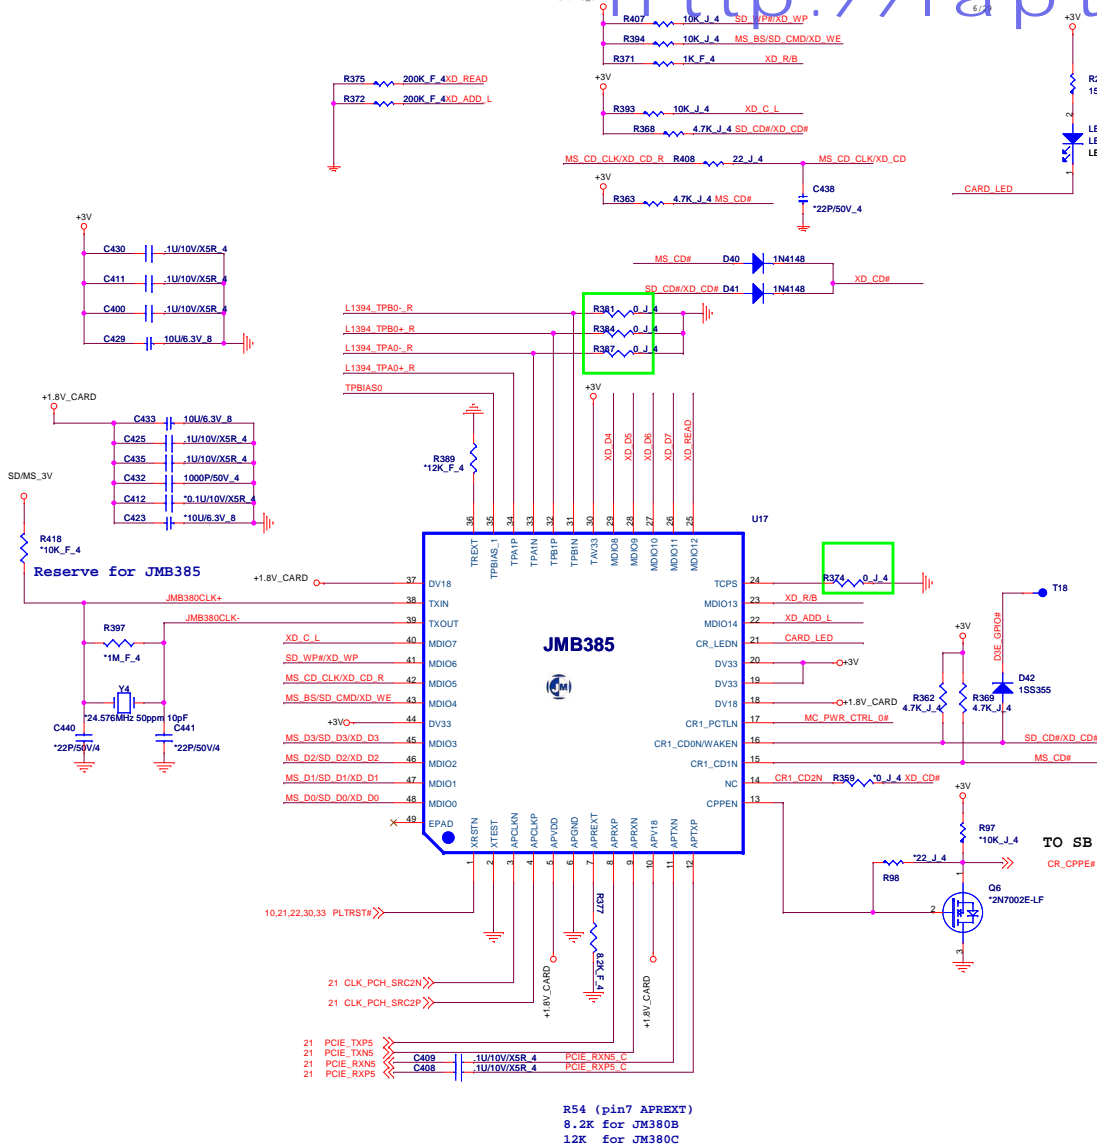 http://lapt
6/29
+3V
R407 10K_J_4 SD_WP#/XD_WP
R394 10K_J_4 MS_BS/SD_CMD/XD_WE
R371 1K_F_4 XD_R/B
R375 200K_F_4 XD_READ
R372 200K_F_4 XD_ADD_L
+3V
R393 10K_J_4 XD_C_L
R368 4.7K_J_4 SD_CD#/XD_CD#
MS_CD_CLK/XD_CD_R R408 22_J_4 MS_CD_CLK/XD_CD
C438
*22P/50V_4
+3V
R363 4.7K_J_4 MS_CD#
2
1
CARD_LED
+3V
C430 .1U/10V/X5R_4
C411 .1U/10V/X5R_4
C400 .1U/10V/X5R_4
C429 10U/6.3V_8
MS_CD# D40 1N4148
XD_CD#
SD_CD#/XD_CD# D41 1N4148
L1394_TPB0-_R R381 0_J_4
L1394_TPB0+_R R384 0_J_4
L1394_TPA0-_R R387 0_J_4
L1394_TPA0+_R
TPBIAS0
+3V
+1.8V_CARD
C433 10U/6.3V_8
C425 .1U/10V/X5R_4
C435 .1U/10V/X5R_4
C432 1000P/50V_4
C412 *0.1U/10V/X5R_4
C423 *10U/6.3V_8
SD/MS_3V
R418
*10K_F_4
Reserve for JMB385
R389
*12K_F_4
XD_D4
XD_D5
XD_D6
XD_D7
XD_READ
U17
36 35 34 33 32 31 30 29 28 27 26 25
TREXT
TPBIAS_1
TPA1P
TPA1N
TPB1P
TPB1N
TAV33
MDIO8
MDIO9
MDIO10
MDIO11
MDIO12
+1.8V_CARD 37 DV18
JMB380CLK+ 38 TXIN
JMB380CLK- 39 TXOUT
XD_C_L 40 MDIO7
SD_WP#/XD_WP 41 MDIO6
MS_CD_CLK/XD_CD_R 42 MDIO5
MS_BS/SD_CMD/XD_WE 43 MDIO4
+3V 44 DV33
MS_D3/SD_D3/XD_D3 45 MDIO3
MS_D2/SD_D2/XD_D2 46 MDIO2
MS_D1/SD_D1/XD_D1 47 MDIO1
MS_D0/SD_D0/XD_D0 48 MDIO0
49 EPAD
R397
*1M_F_4
Y4
*24.576MHz 50ppm 10pF
C440
*22P/50V/4
C441
*22P/50V/4
JMB385
JM
TCPS 24 R374 0_J_4
MDIO13 23 XD_R/B
MDIO14 22 XD_ADD_L
CR_LEDN 21 CARD_LED
DV33 20 +3V
DV33 19
DV18 18 +1.8V_CARD
CR1_PCTLN 17 MC_PWR_CTRL_0#
CR1_CD0N/WAKEN 16 SD_CD#/XD_CD#
CR1_CD1N 15 MS_CD#
NC 14 CR1_CD2N R359 *0_J_4 XD_CD#
CPPEN 13
T18
D3E_GPIO#
+3V
R362
4.7K_J_4
R369
4.7K_J_4
D42
1SS355
+3V
R97
*10K_J_4
TO SB
CR_CPPE#
R98
*22_J_4
1
2
3
Q6
*2N7002E-LF
XRSTN
XTEST
APCLKN
APCLKP
APVDD
APGND
APREXT
APRXP
APRXN
APV18
APTXN
APTXP
1 2 3 4 5 6 7 8 9 10 11 12
10,21,22,30,33 PLTRST#
R377
8.2K_F_4
+1.8V_CARD
+1.8V_CARD
21 CLK_PCH_SRC2N
21 CLK_PCH_SRC2P
21 PCIE_TXP5
21 PCIE_TXN5
21 PCIE_RXN5 C409 .1U/10V/X5R_4 PCIE_RXN5_C
21 PCIE_RXP5 C408 .1U/10V/X5R_4 PCIE_RXP5_C
R54 (pin7 APREXT)
8.2K for JM380B
12K for JM380C